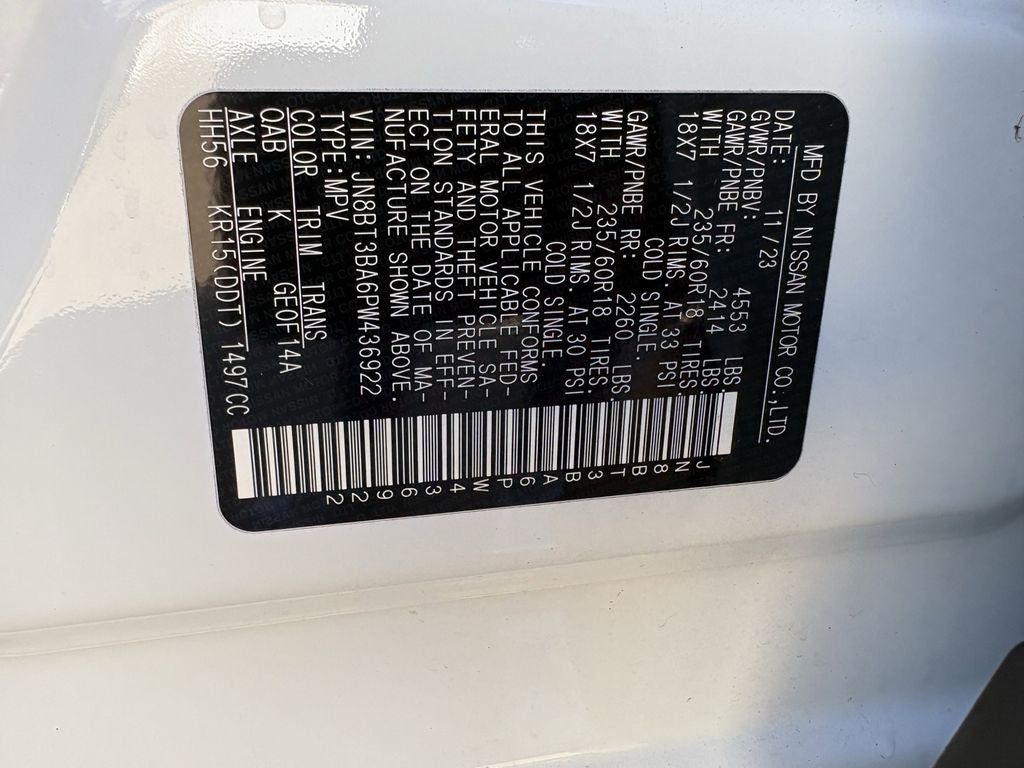 MFD BY NISSAN MOTOR CO.,LTD.
DATE: 11/23
GVWR/PNBV: 4553 LBS.
GAWR/PNBE FR: 2414 LBS.
WITH 235/60R18 TIRES.
18X7 1/2J RIMS. AT 33 PSI
COLD SINGLE.
GAWR/PNBE RR: 2260 LBS.
WITH 235/60R18 TIRES.
18X7 1/2J RIMS. AT 30 PSI
COLD SINGLE.
THIS VEHICLE CONFORMS
TO ALL APPLICABLE FED-
ERAL MOTOR VEHICLE SA-
FETY AND THEFT PREVEN-
TION STANDARDS IN EFF-
ECT ON THE DATE OF MA-
NUFACTURE SHOWN ABOVE.
VIN: JN8BT3BA6PW436922
TYPE:MPV
COLOR TRIM TRANS
QAB K GEOF14A
AXLE ENGINE
HH56 KR15(DDT)1497CC
JN8BT3BA6PW436922